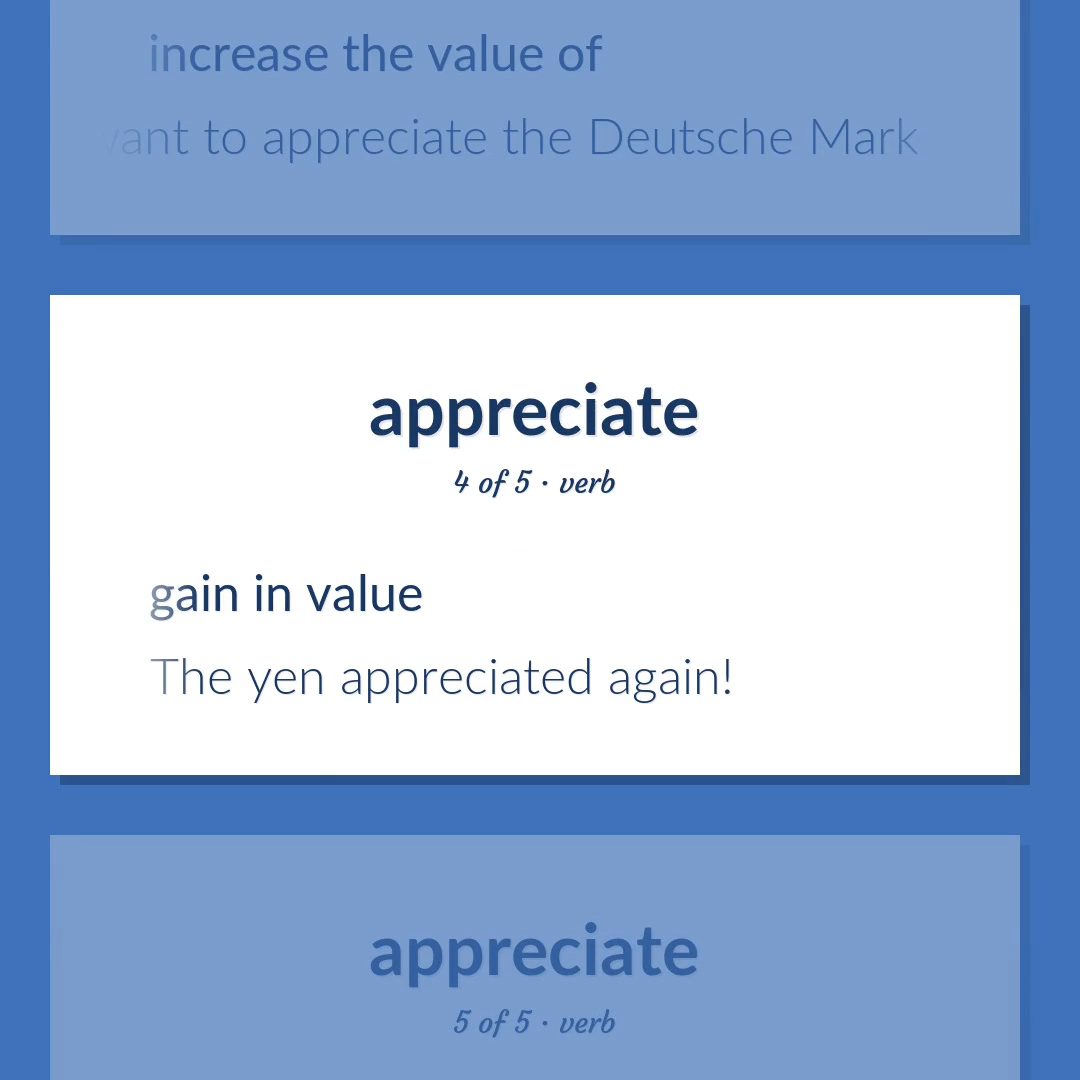 increase the value of
want to appreciate the Deutsche Mark
appreciate
4 of 5 · verb
gain in value
The yen appreciated again!
appreciate
5 of 5 · verb